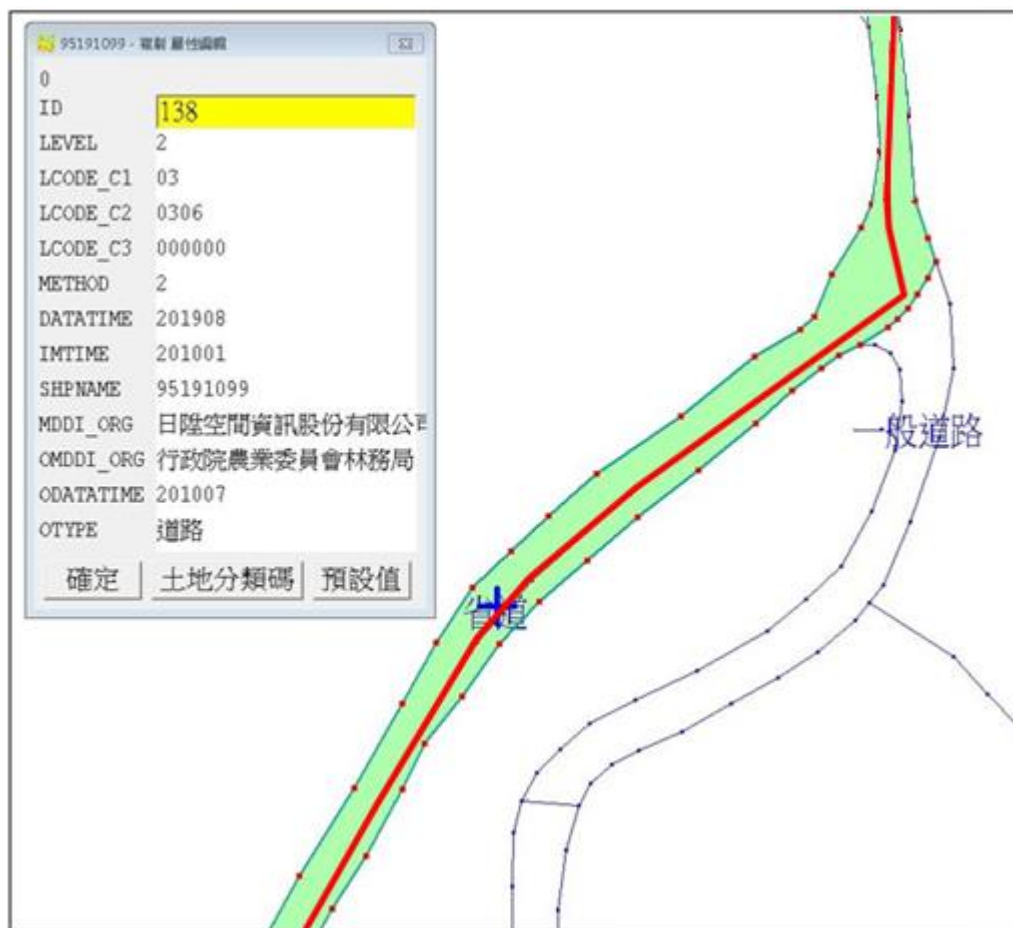 95191099 - 複製 屬性編輯
0
ID 138
LEVEL 2
LCODE_C1 03
LCODE_C2 0306
LCODE_C3 000000
METHOD 2
DATATIME 201908
IMTIME 201001
SHPNAME 95191099
MDDI_ORG 日陞空間資訊股份有限公司
OMDDI_ORG 行政院農業委員會林務局
ODATATIME 201007
OTYPE 道路
確定 土地分類碼 預設值
一般道路
省道